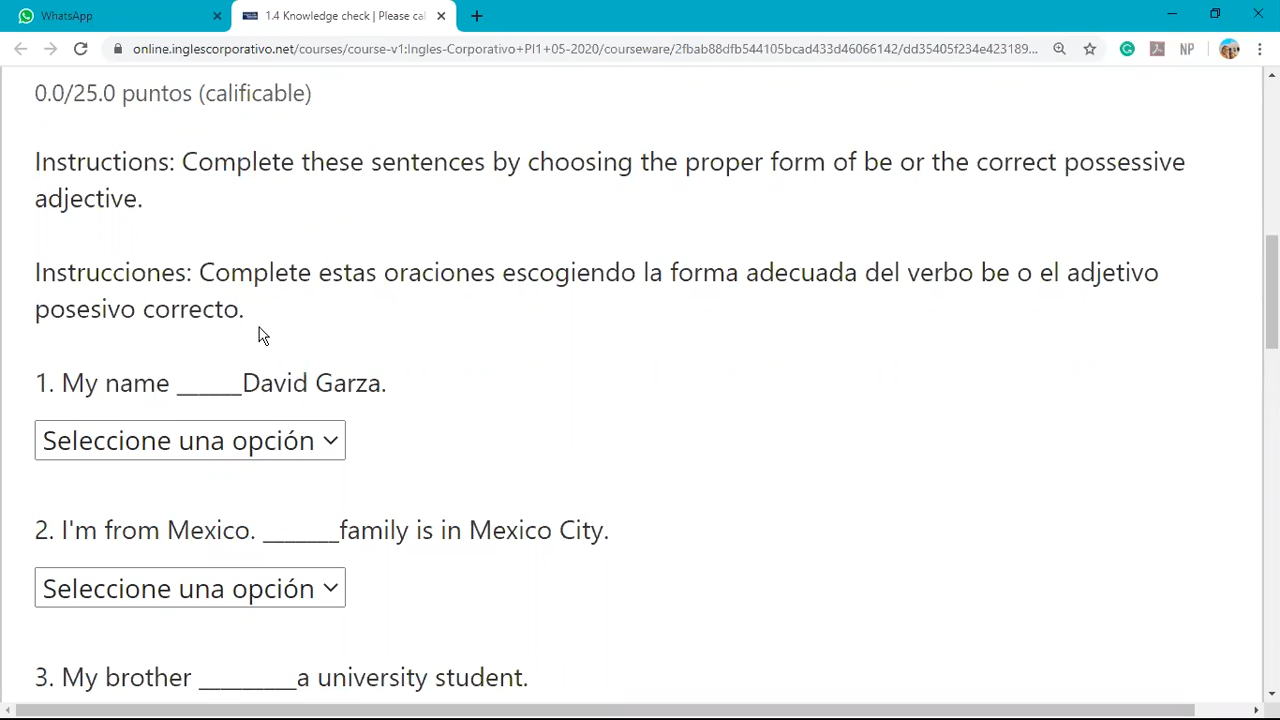 WhatsApp
1.4 Knowledge check | Please cal
online.inglescorporativo.net/courses/course-v1:Ingles-Corporativo+PI1+05-2020/courseware/2fbab88dfb544105bcad433d46066142/dd35405f234e423189...
NP
0.0/25.0 puntos (calificable)
Instructions: Complete these sentences by choosing the proper form of be or the correct possessive
adjective.
Instrucciones: Complete estas oraciones escogiendo la forma adecuada del verbo be o el adjetivo
posesivo correcto.
1. My name ______David Garza.
Seleccione una opción
2. I'm from Mexico. _______family is in Mexico City.
Seleccione una opción
3. My brother _________a university student.